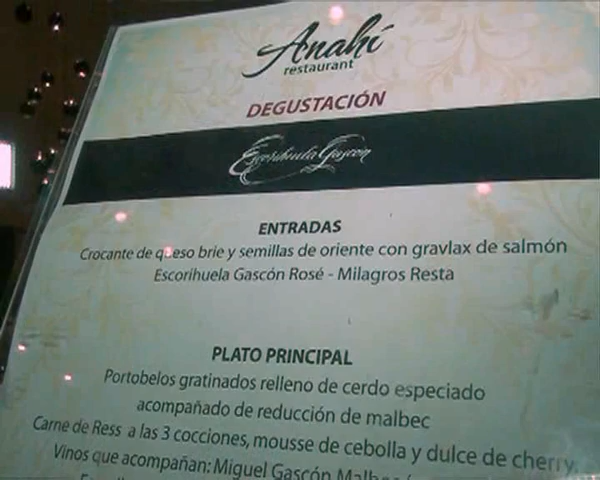 Anahí
restaurant
DEGUSTACIÓN
Escorihuela Gascón
ENTRADAS
Crocante de queso brie y semillas de oriente con gravlax de salmón
Escorihuela Gascón Rosé - Milagros Resta
PLATO PRINCIPAL
Portobelos gratinados relleno de cerdo especiado
acompañado de reducción de malbec
Carne de Ress a las 3 cocciones, mousse de cebolla y dulce de cherry.
Vinos que acompañan: Miguel Gascón Malbec